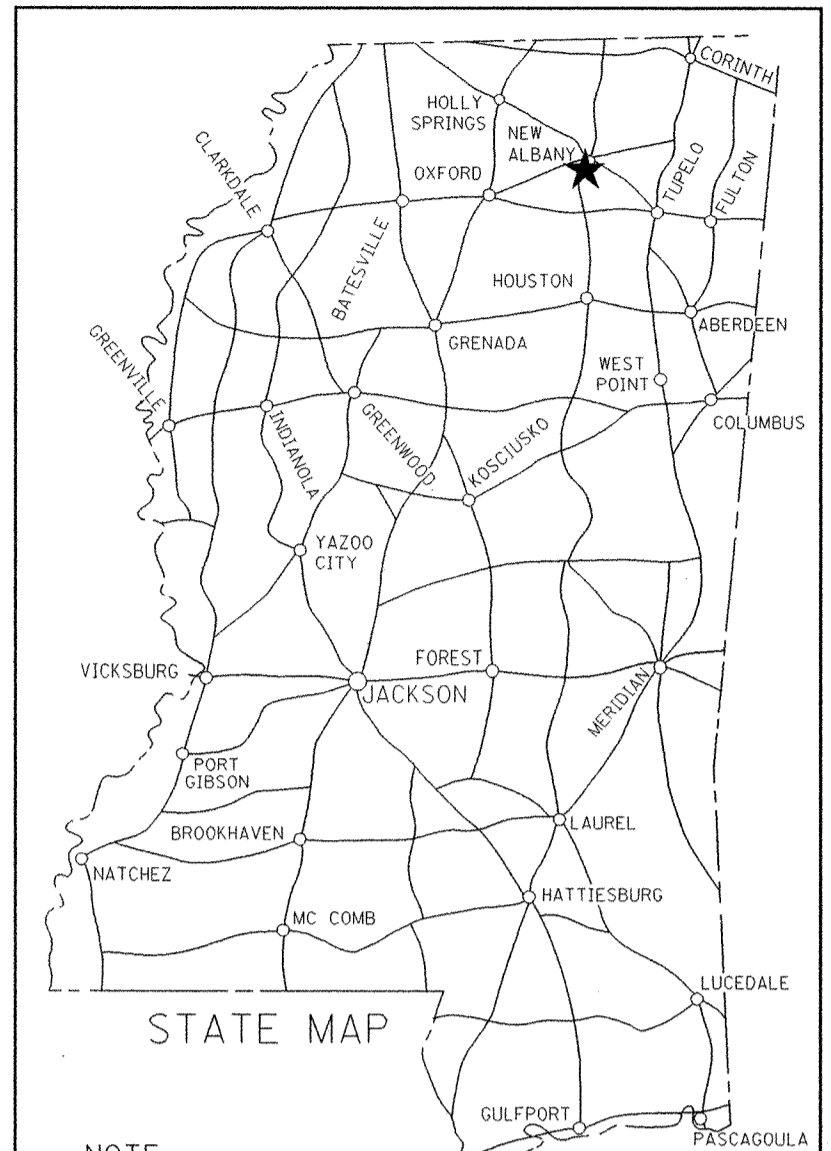 CORINTH
HOLLY
SPRINGS
NEW
ALBANY
CLARKDALE
OXFORD
TUPELO
FULTON
BATESVILLE
HOUSTON
ABERDEEN
GREENVILLE
GRENADA
WEST
POINT
COLUMBUS
INDIANOLA
GREENWOOD
KOSCIUSKO
YAZOO
CITY
VICKSBURG
FOREST
JACKSON
MERIDIAN
PORT
GIBSON
BROOKHAVEN
LAUREL
NATCHEZ
HATTIESBURG
MC COMB
LUCEDALE
STATE MAP
GULFPORT
PASCAGOULA
NOTE